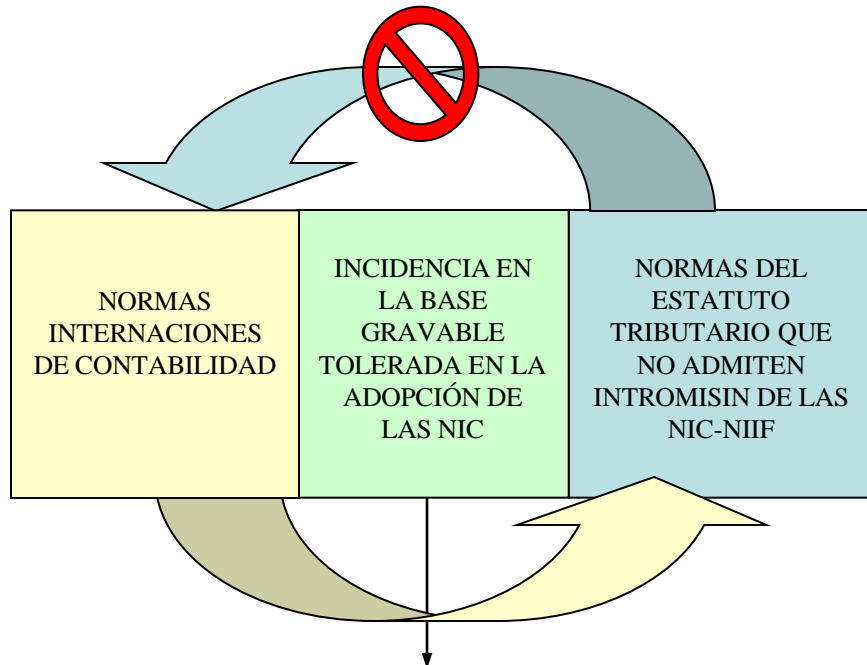 NORMAS
INTERNACIONES
DE CONTABILIDAD
INCIDENCIA EN
LA BASE
GRAVABLE
TOLERADA EN LA
ADOPCIÓN DE
LAS NIC
NORMAS DEL
ESTATUTO
TRIBUTARIO QUE
NO ADMITEN
INTROMISIN DE LAS
NIC-NIIF